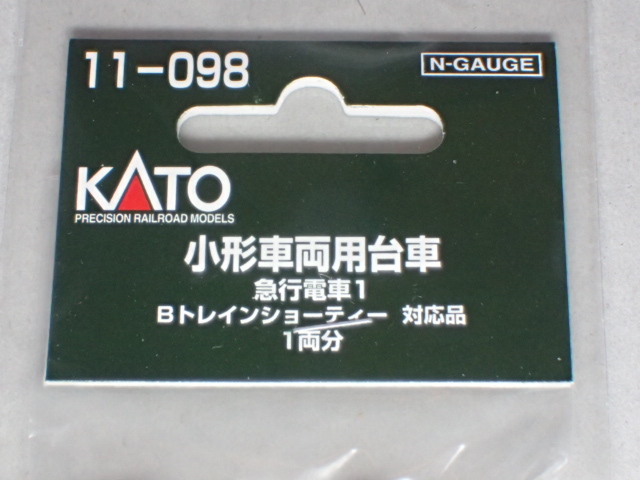 11-098
N-GAUGE
KATO
PRECISION RAILROAD MODELS
小形車両用台車
急行電車1
Bトレインショーティー 対応品
1両分